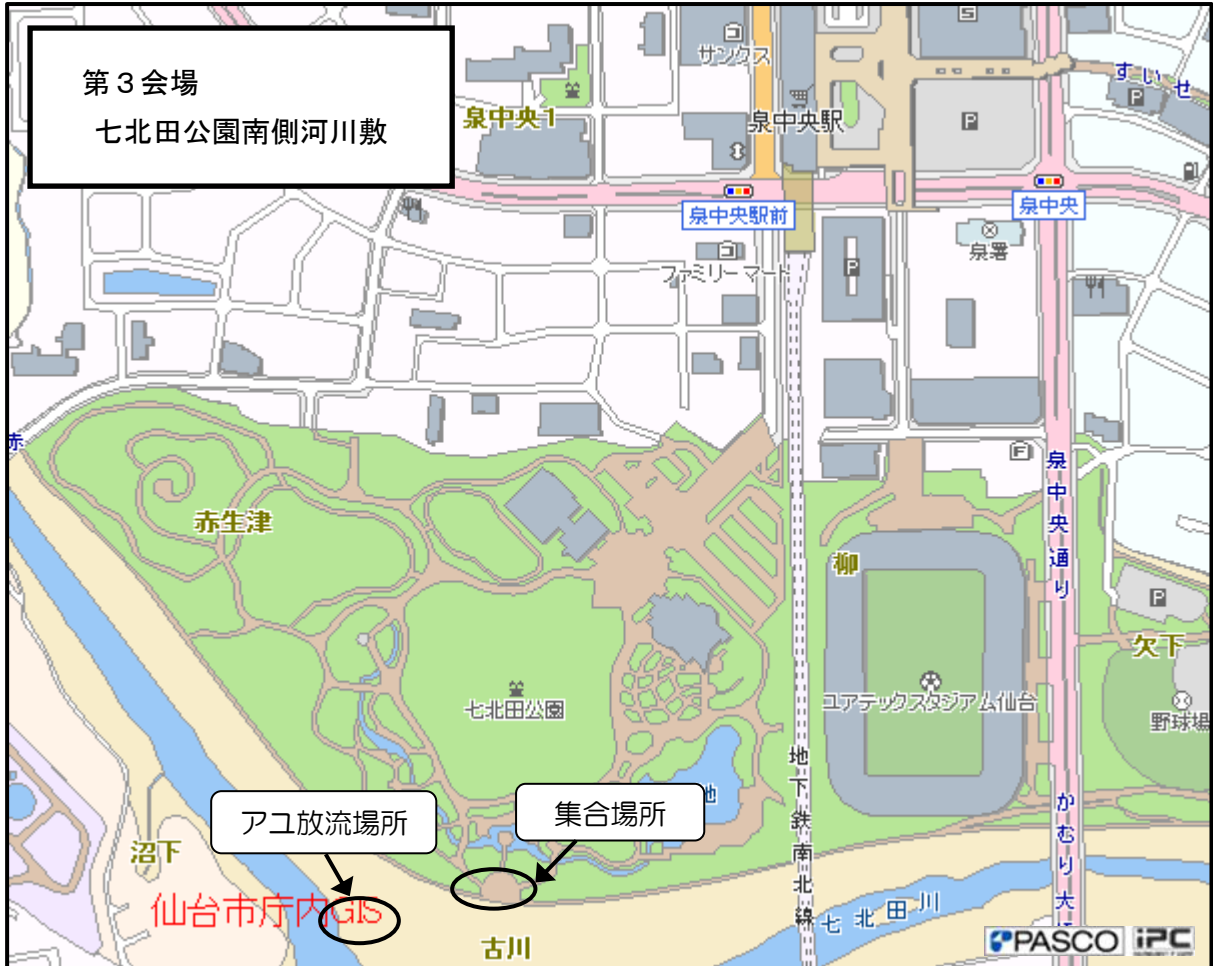 第３会場
七北田公園南側河川敷
サンクス
すいせ
泉中央1
泉中央駅
泉中央駅前
泉中央
泉署
ファミリーマート
赤
泉中央通り
赤生津
柳
欠下
七北田公園
ユアテックスタジアム仙台
野球場
池
地下鉄南北線
アユ放流場所
集合場所
かむり大
沼下
仙台市庁内GIS
七北田川
古川
PASCO iPC